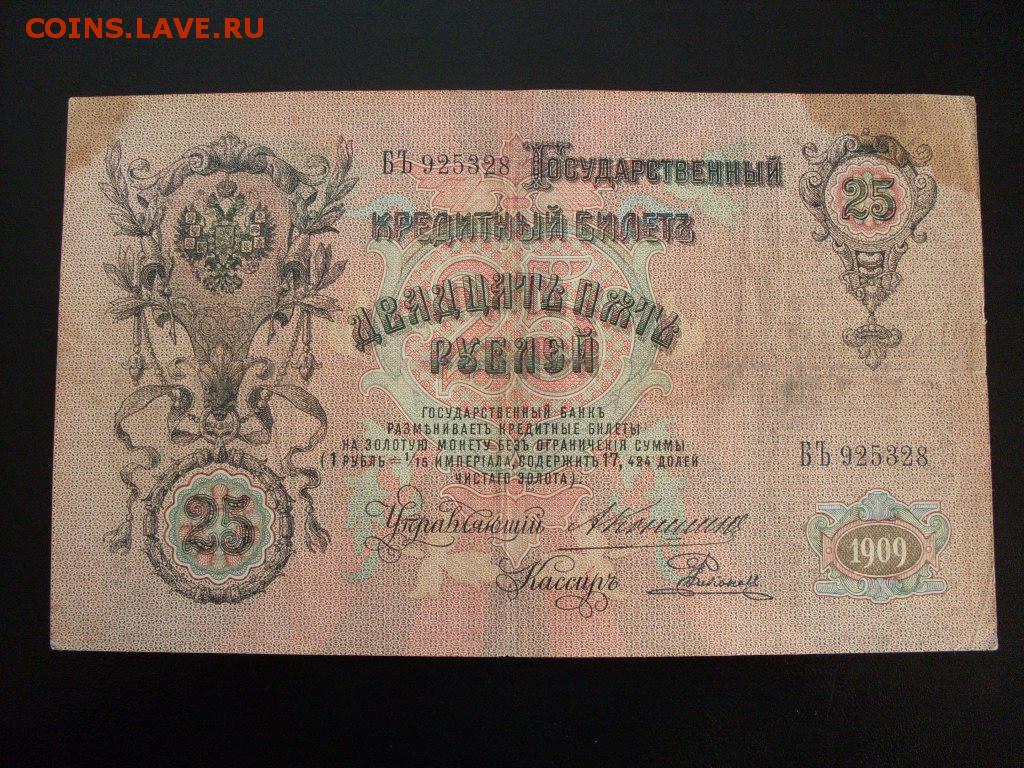 COINS.LAVE.RU
БЪ 925328 Государственный
25
Кредитный Билетъ
Двадцать пять
рублей
ГОСУДАРСТВЕННЫЙ БАНКЪ
РАЗМѢНИВАЕТЪ КРЕДИТНЫЕ БИЛЕТЫ
НА ЗОЛОТУЮ МОНЕТУ БЕЗЪ ОГРАНИЧЕНІЯ СУММЫ
(1 РУБЛЬ = 1/15 ИМПЕРІАЛА, СОДЕРЖИТЪ 17, 424 ДОЛЕЙ
ЧИСТАГО ЗОЛОТА).
БЪ 925328
25
Управляющій
1909
Кассиръ